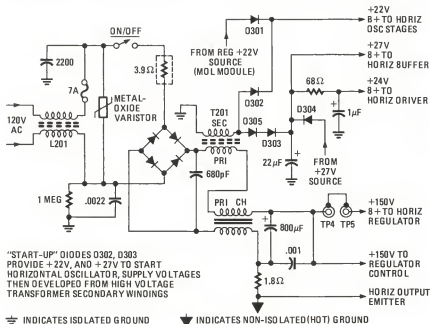 +22V
B+ TO HORIZ
OSC STAGES
ON/OFF
D301
FROM REG +22V
SOURCE
(MOL MODULE)
+27V
B+ TO
HORIZ BUFFER
2200
3.9Ω
68Ω
+24V
B+ TO
HORIZ DRIVER
7A
D302
T201
SEC
D305
D304
1µF
120V
AC
METAL-
OXIDE
VARISTOR
D303
L201
PRI
22µF
FROM
+27V
SOURCE
680pF
1 MEG
.0022
PRI CH
+150V
B+ TO HORIZ
REGULATOR
800µF
TP4 TP5
.001
+150V TO
REGULATOR
CONTROL
"START-UP" DIODES D302, D303
PROVIDE +22V, AND +27V TO START
HORIZONTAL OSCILLATOR, SUPPLY VOLTAGES
THEN DEVELOPED FROM HIGH VOLTAGE
TRANSFORMER SECONDARY WINDINGS
1.8Ω
HORIZ OUTPUT
EMITTER
INDICATES ISOLATED GROUND
INDICATES NON-ISOLATED (HOT) GROUND